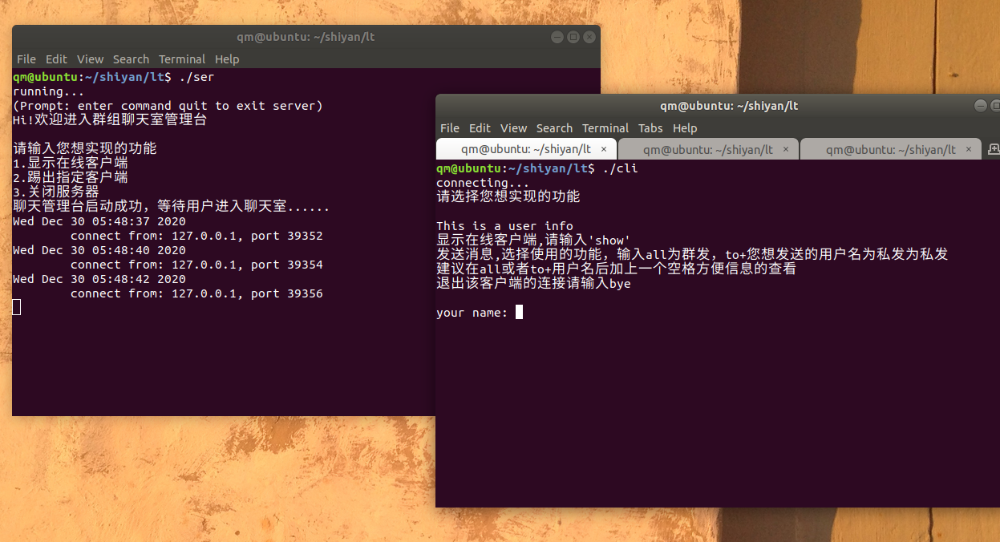 qm@ubuntu: ~/shiyan/lt
File Edit View Search Terminal Help
qm@ubuntu:~/shiyan/lt$ ./ser
running...
(Prompt: enter command quit to exit server)
Hi!欢迎进入群组聊天室管理台
请输入您想实现的功能
1.显示在线客户端
2.踢出指定客户端
3.关闭服务器
聊天管理台启动成功，等待用户进入聊天室......
Wed Dec 30 05:48:37 2020
connect from: 127.0.0.1, port 39352
Wed Dec 30 05:48:40 2020
connect from: 127.0.0.1, port 39354
Wed Dec 30 05:48:42 2020
connect from: 127.0.0.1, port 39356
qm@ubuntu: ~/shiyan/lt
File Edit View Search Terminal Tabs Help
qm@ubuntu: ~/shiyan/lt × qm@ubuntu: ~/shiyan/lt × qm@ubuntu: ~/shiyan/lt ×
qm@ubuntu:~/shiyan/lt$ ./cli
connecting...
请选择您想实现的功能
This is a user info
显示在线客户端,请输入'show'
发送消息,选择使用的功能，输入all为群发，to+您想发送的用户名为私发为私发
建议在all或者to+用户名后加上一个空格方便信息的查看
退出该客户端的连接请输入bye
your name: